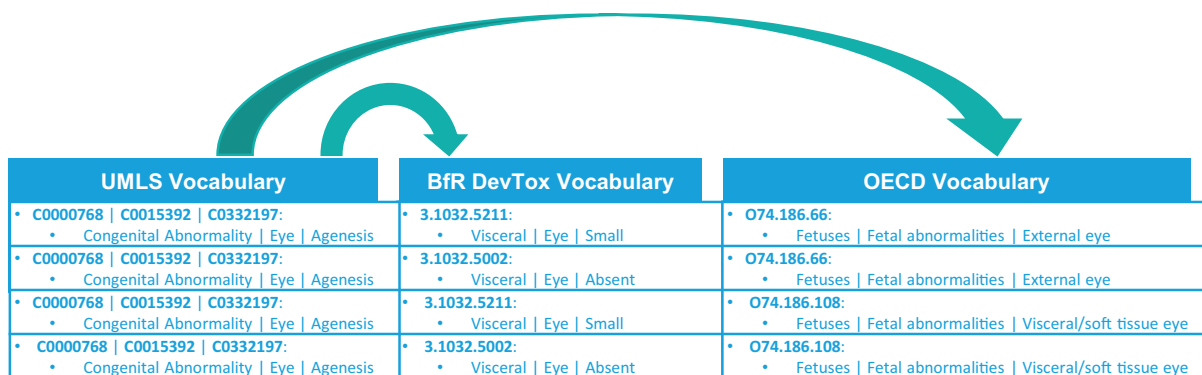 UMLS Vocabulary BfR DevTox Vocabulary OECD Vocabulary
• C0000768 | C0015392 | C0332197: • 3.1032.5211: • O74.186.66:
• Congenital Abnormality | Eye | Agenesis • Visceral | Eye | Small • Fetuses | Fetal abnormalities | External eye
• C0000768 | C0015392 | C0332197: • 3.1032.5002: • O74.186.66:
• Congenital Abnormality | Eye | Agenesis • Visceral | Eye | Absent • Fetuses | Fetal abnormalities | External eye
• C0000768 | C0015392 | C0332197: • 3.1032.5211: • O74.186.108:
• Congenital Abnormality | Eye | Agenesis • Visceral | Eye | Small • Fetuses | Fetal abnormalities | Visceral/soft tissue eye
• C0000768 | C0015392 | C0332197: • 3.1032.5002: • O74.186.108:
• Congenital Abnormality | Eye | Agenesis • Visceral | Eye | Absent • Fetuses | Fetal abnormalities | Visceral/soft tissue eye